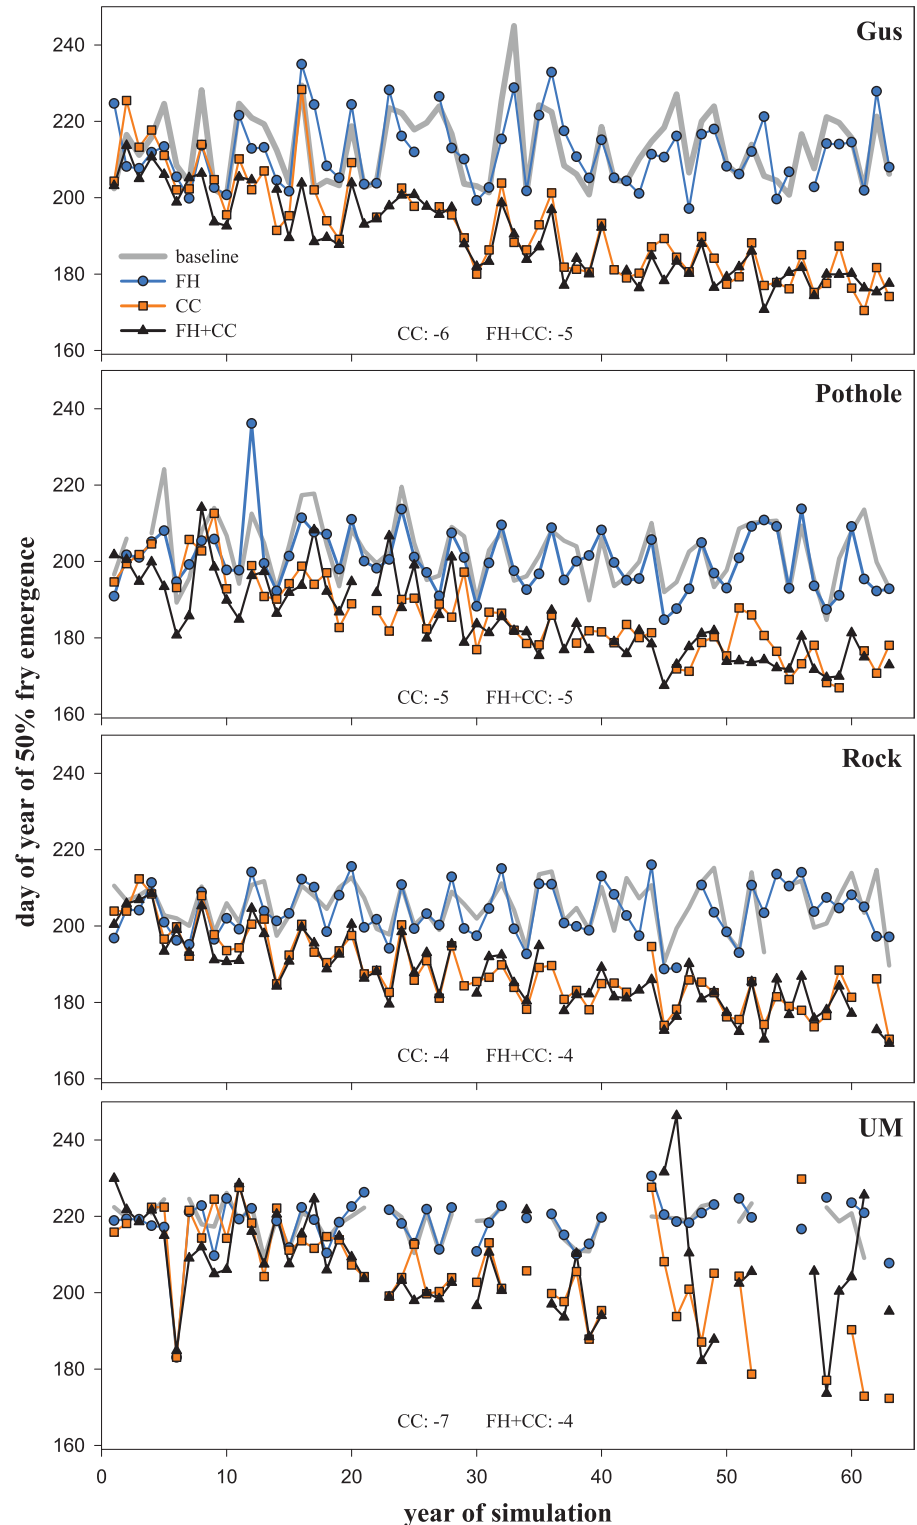 Gus
240
220
200
180
160
baseline
FH
CC
FH+CC
CC: -6 FH+CC: -5
Pothole
240
220
200
180
160
CC: -5 FH+CC: -5
day of year of 50% fry emergence
Rock
240
220
200
180
160
CC: -4 FH+CC: -4
UM
240
220
200
180
160
CC: -7 FH+CC: -4
0 10 20 30 40 50 60
year of simulation